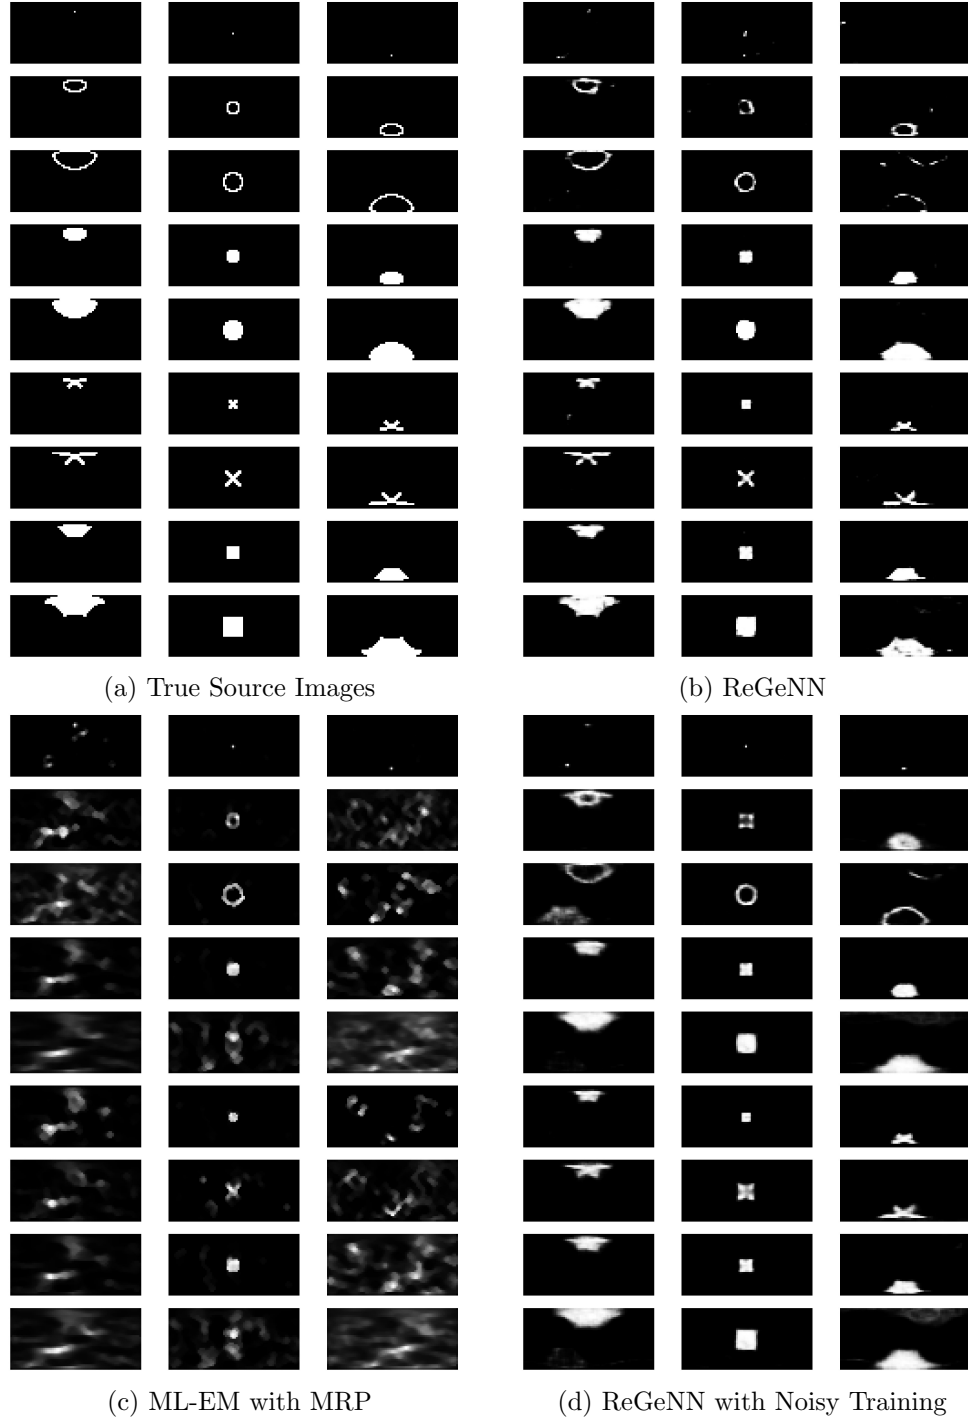 (a) True Source Images
(b) ReGeNN
(c) ML-EM with MRP
(d) ReGeNN with Noisy Training